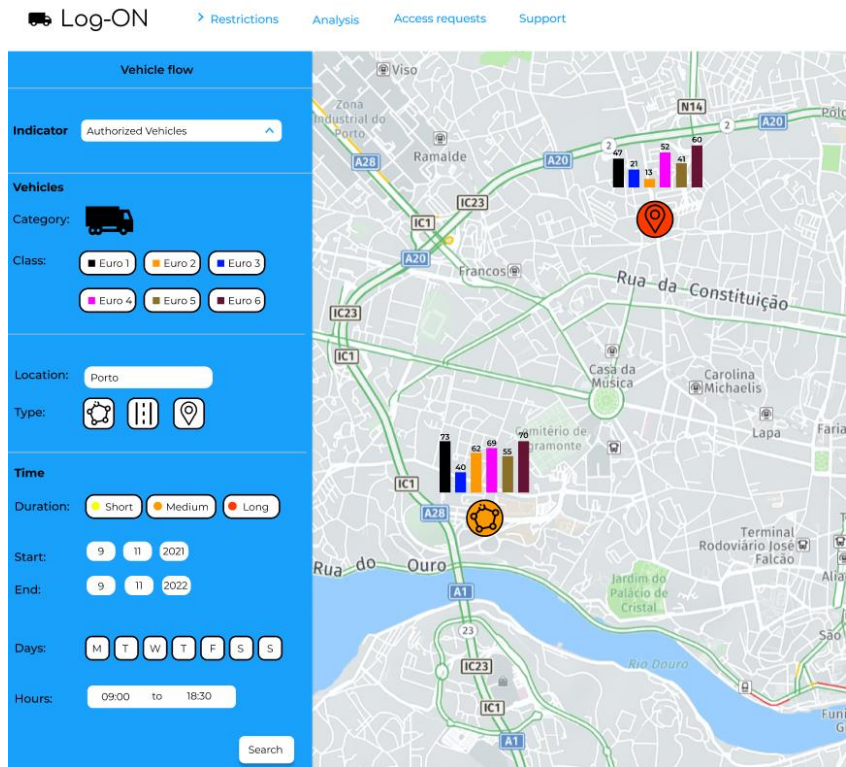 Log-ON
> Restrictions
Analysis
Access requests
Support
Vehicle flow
Indicator
Authorized Vehicles
Vehicles
Category:
Class:
Euro 1
Euro 2
Euro 3
Euro 4
Euro 5
Euro 6
Location:
Porto
Type:
Time
Duration:
Short
Medium
Long
Start:
9
11
2021
End:
9
11
2022
Days:
M
T
W
T
F
S
S
Hours:
09:00 to 18:30
Search
Viso
Zona
Industrial do
Porto
Ramalde
A28
N14
2
A20
2
A20
47
21
13
52
41
60
IC23
IC1
A20
Francos
Rua da Constituição
IC23
IC1
Casa da
Música
Carolina
Michaelis
Lapa
Faria
73
40
62
69
55
70
IC1
A28
Terminal
Rodoviário José
Falcão
Rua do Ouro
Jardim do
Palácio de
Cristal
São
A1
23
Rio Douro
IC23
IC1
A1